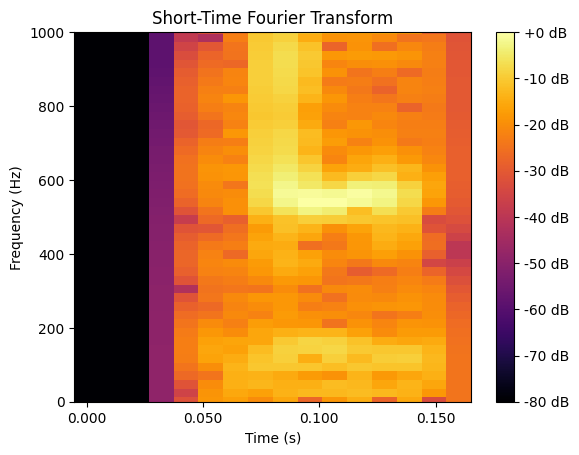 Short-Time Fourier Transform
1000
800
600
400
200
0
Frequency (Hz)
0.000
0.050
0.100
0.150
Time (s)
+0 dB
-10 dB
-20 dB
-30 dB
-40 dB
-50 dB
-60 dB
-70 dB
-80 dB